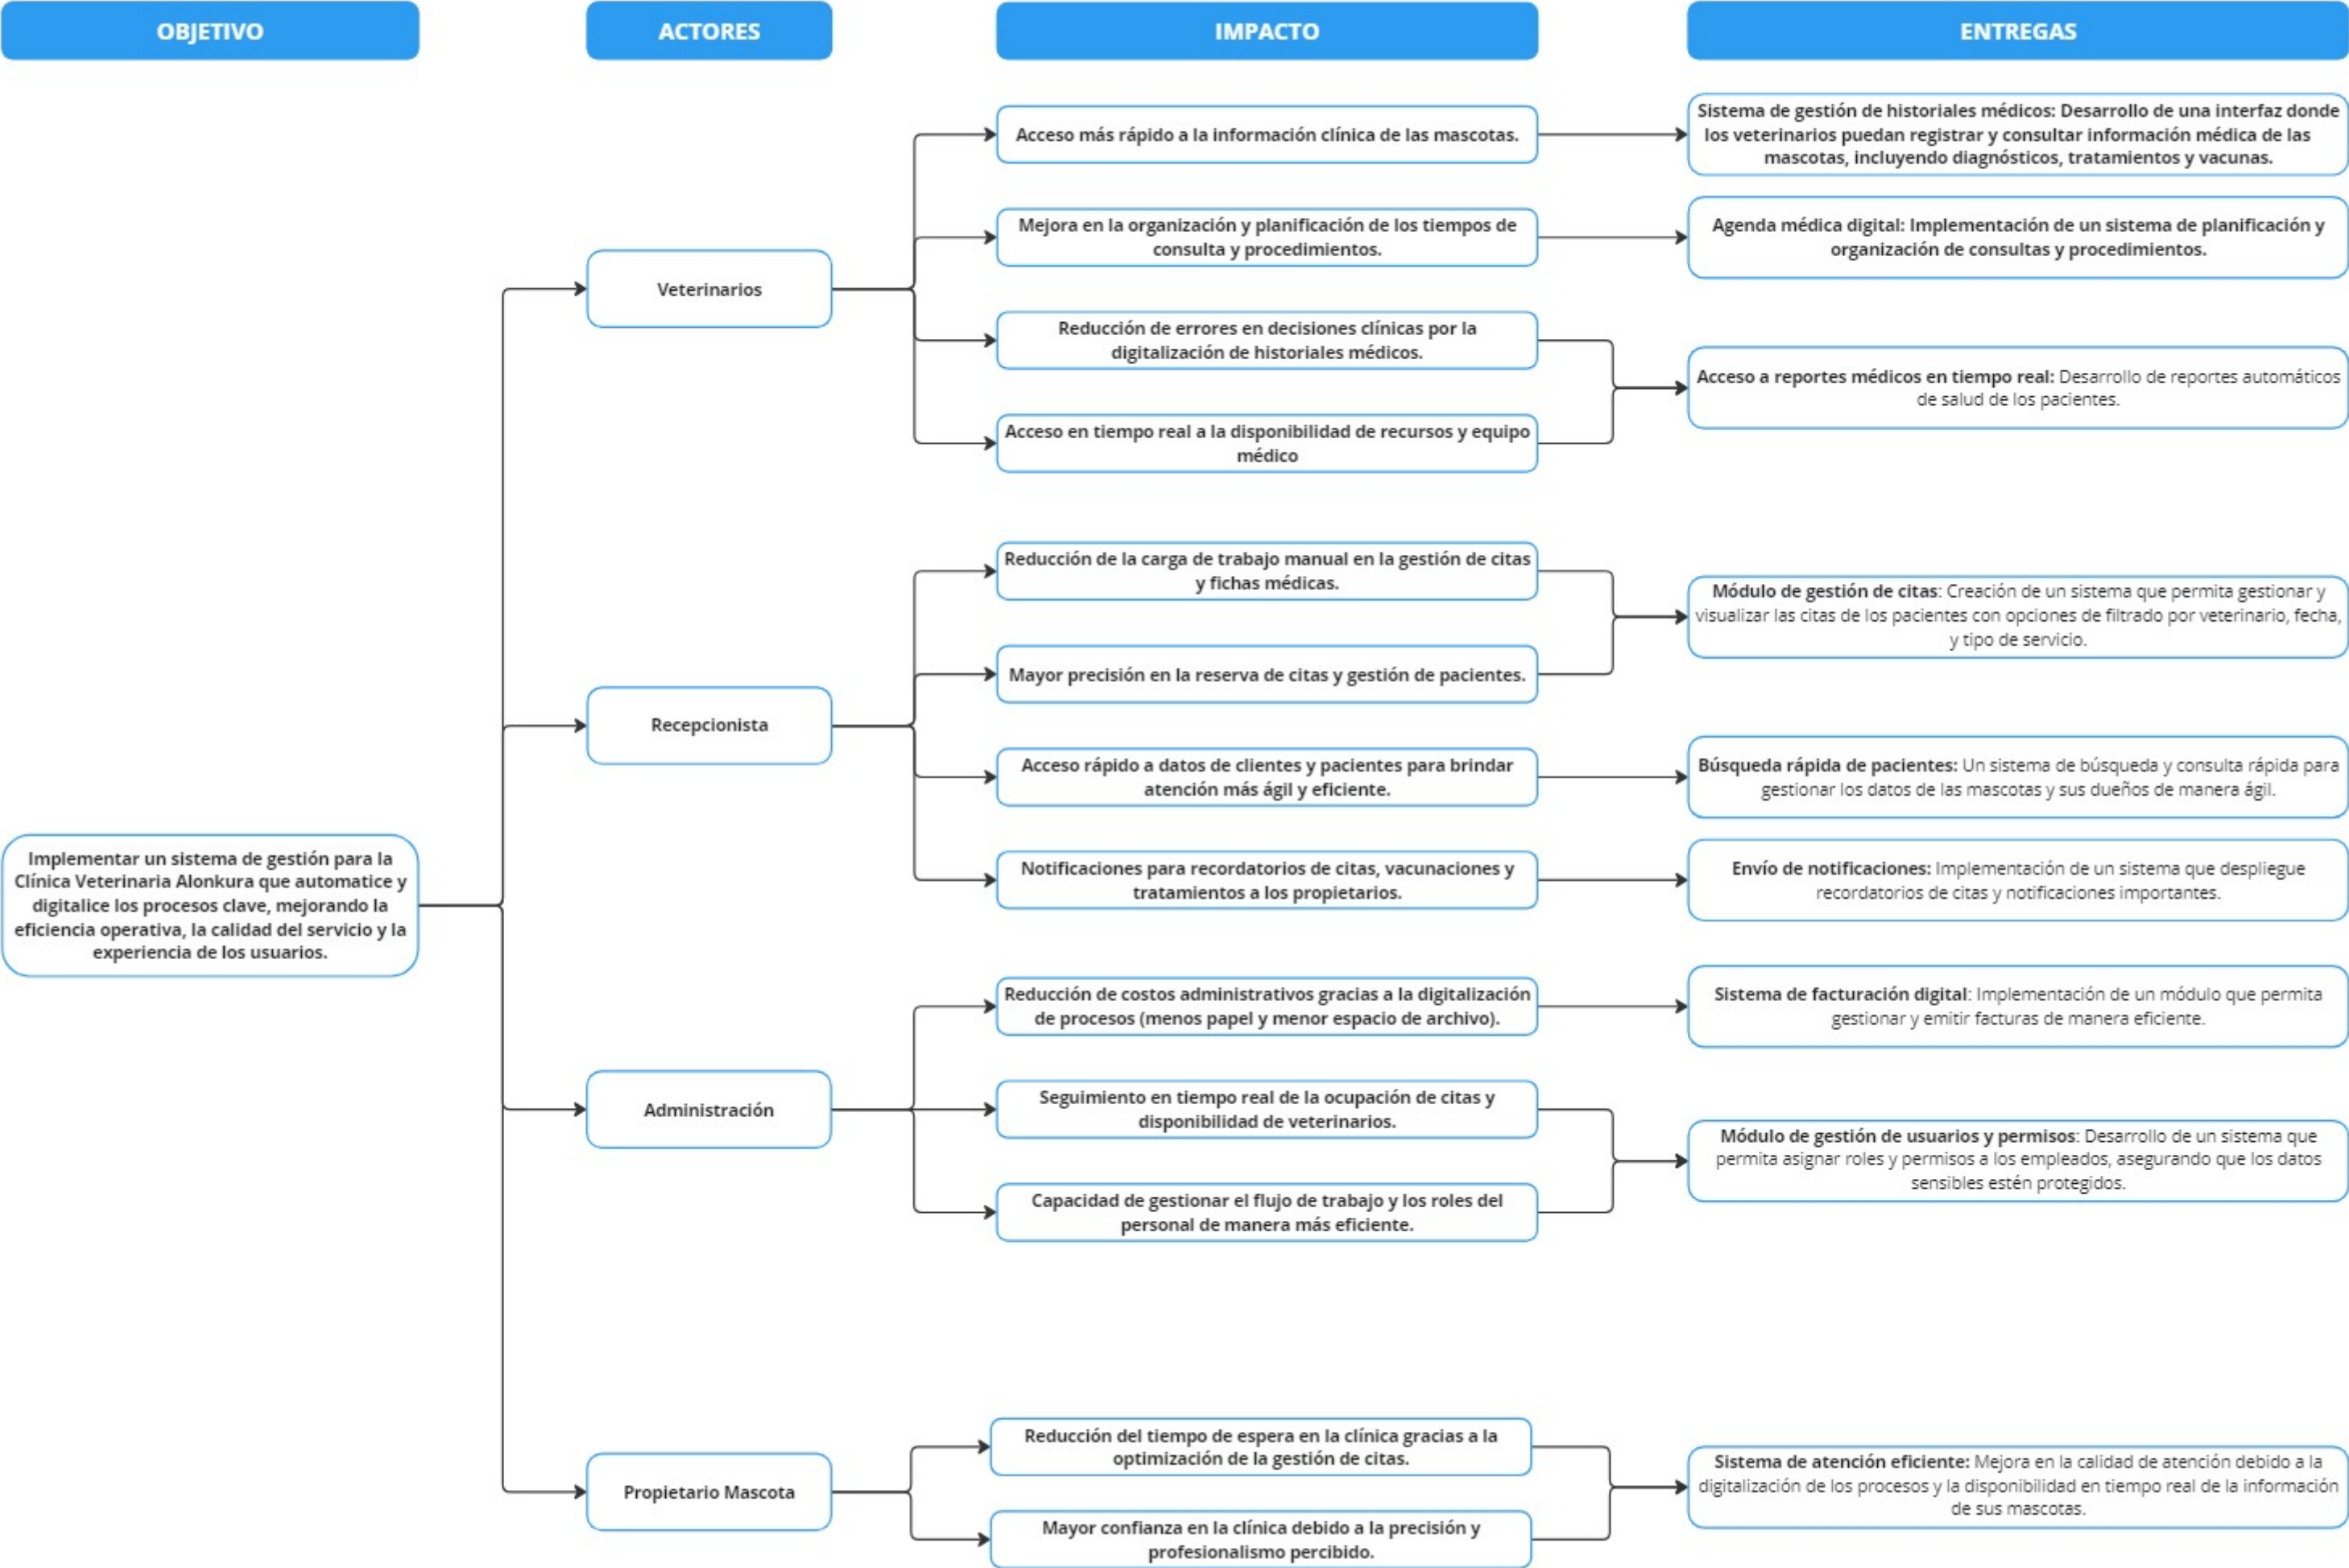 OBJETIVO
ACTORES
IMPACTO
ENTREGAS
Implementar un sistema de gestión para la
Clínica Veterinaria Alonkura que automatice y
digitalice los procesos clave, mejorando la
eficiencia operativa, la calidad del servicio y la
experiencia de los usuarios.
Veterinarios
Acceso más rápido a la información clínica de las mascotas.
Sistema de gestión de historiales médicos: Desarrollo de una interfaz donde
los veterinarios puedan registrar y consultar información médica de las
mascotas, incluyendo diagnósticos, tratamientos y vacunas.
Mejora en la organización y planificación de los tiempos de
consulta y procedimientos.
Agenda médica digital: Implementación de un sistema de planificación y
organización de consultas y procedimientos.
Reducción de errores en decisiones clínicas por la
digitalización de historiales médicos.
Acceso en tiempo real a la disponibilidad de recursos y equipo
médico
Acceso a reportes médicos en tiempo real: Desarrollo de reportes automáticos
de salud de los pacientes.
Recepcionista
Reducción de la carga de trabajo manual en la gestión de citas
y fichas médicas.
Mayor precisión en la reserva de citas y gestión de pacientes.
Módulo de gestión de citas: Creación de un sistema que permita gestionar y
visualizar las citas de los pacientes con opciones de filtrado por veterinario, fecha,
y tipo de servicio.
Acceso rápido a datos de clientes y pacientes para brindar
atención más ágil y eficiente.
Búsqueda rápida de pacientes: Un sistema de búsqueda y consulta rápida para
gestionar los datos de las mascotas y sus dueños de manera ágil.
Notificaciones para recordatorios de citas, vacunaciones y
tratamientos a los propietarios.
Envío de notificaciones: Implementación de un sistema que despliegue
recordatorios de citas y notificaciones importantes.
Administración
Reducción de costos administrativos gracias a la digitalización
de procesos (menos papel y menor espacio de archivo).
Sistema de facturación digital: Implementación de un módulo que permita
gestionar y emitir facturas de manera eficiente.
Seguimiento en tiempo real de la ocupación de citas y
disponibilidad de veterinarios.
Capacidad de gestionar el flujo de trabajo y los roles del
personal de manera más eficiente.
Módulo de gestión de usuarios y permisos: Desarrollo de un sistema que
permita asignar roles y permisos a los empleados, asegurando que los datos
sensibles estén protegidos.
Propietario Mascota
Reducción del tiempo de espera en la clínica gracias a la
optimización de la gestión de citas.
Mayor confianza en la clínica debido a la precisión y
profesionalismo percibido.
Sistema de atención eficiente: Mejora en la calidad de atención debido a la
digitalización de los procesos y la disponibilidad en tiempo real de la información
de sus mascotas.